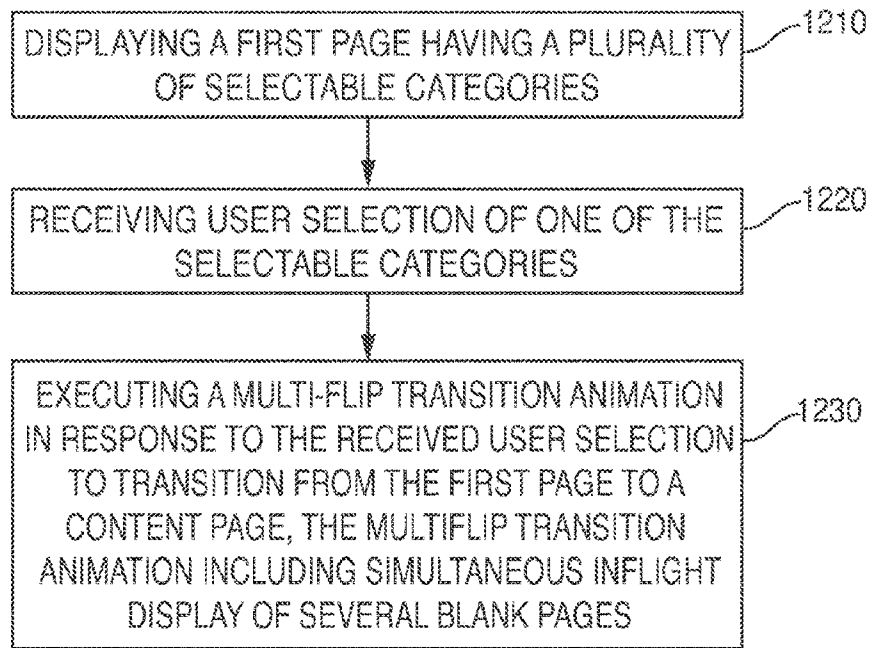 DISPLAYING A FIRST PAGE HAVING A PLURALITY
OF SELECTABLE CATEGORIES
1210
RECEIVING USER SELECTION OF ONE OF THE
SELECTABLE CATEGORIES
1220
EXECUTING A MULTI-FLIP TRANSITION ANIMATION
IN RESPONSE TO THE RECEIVED USER SELECTION
TO TRANSITION FROM THE FIRST PAGE TO A
CONTENT PAGE, THE MULTIFLIP TRANSITION
ANIMATION INCLUDING SIMULTANEOUS INFLIGHT
DISPLAY OF SEVERAL BLANK PAGES
1230